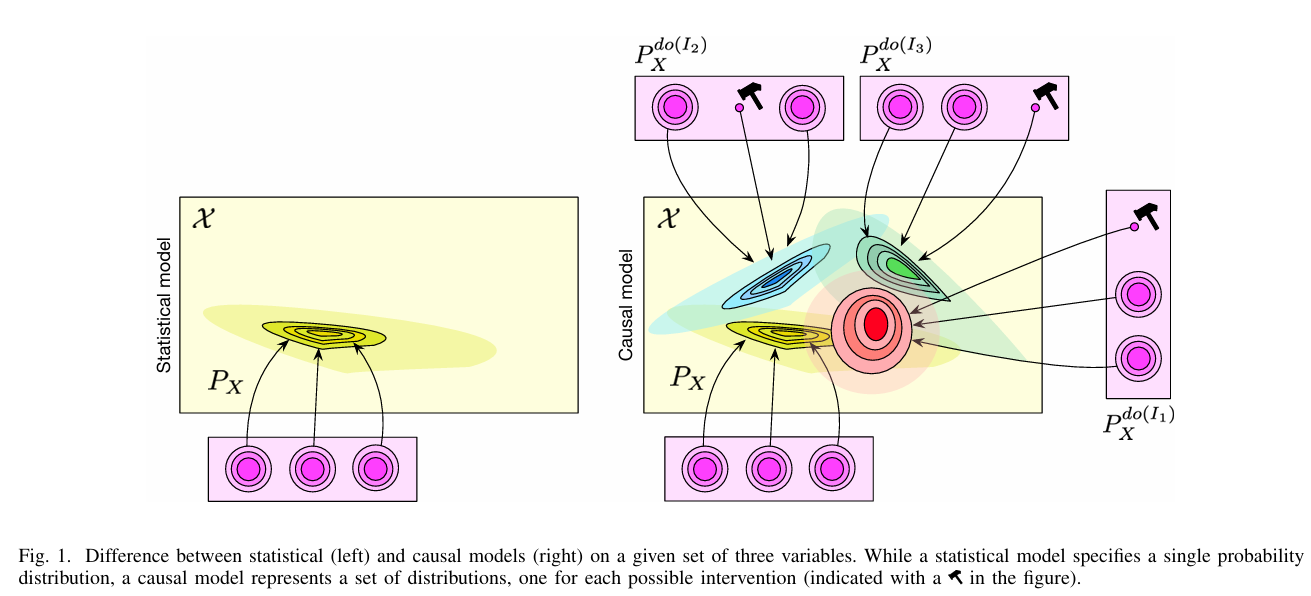 P_X^{do(I_2)}
P_X^{do(I_3)}
𝒳
𝒳
Statistical model
Causal model
P_X
P_X
P_X^{do(I_1)}
Fig. 1. Difference between statistical (left) and causal models (right) on a given set of three variables. While a statistical model specifies a single probability
distribution, a causal model represents a set of distributions, one for each possible intervention (indicated with a in the figure).